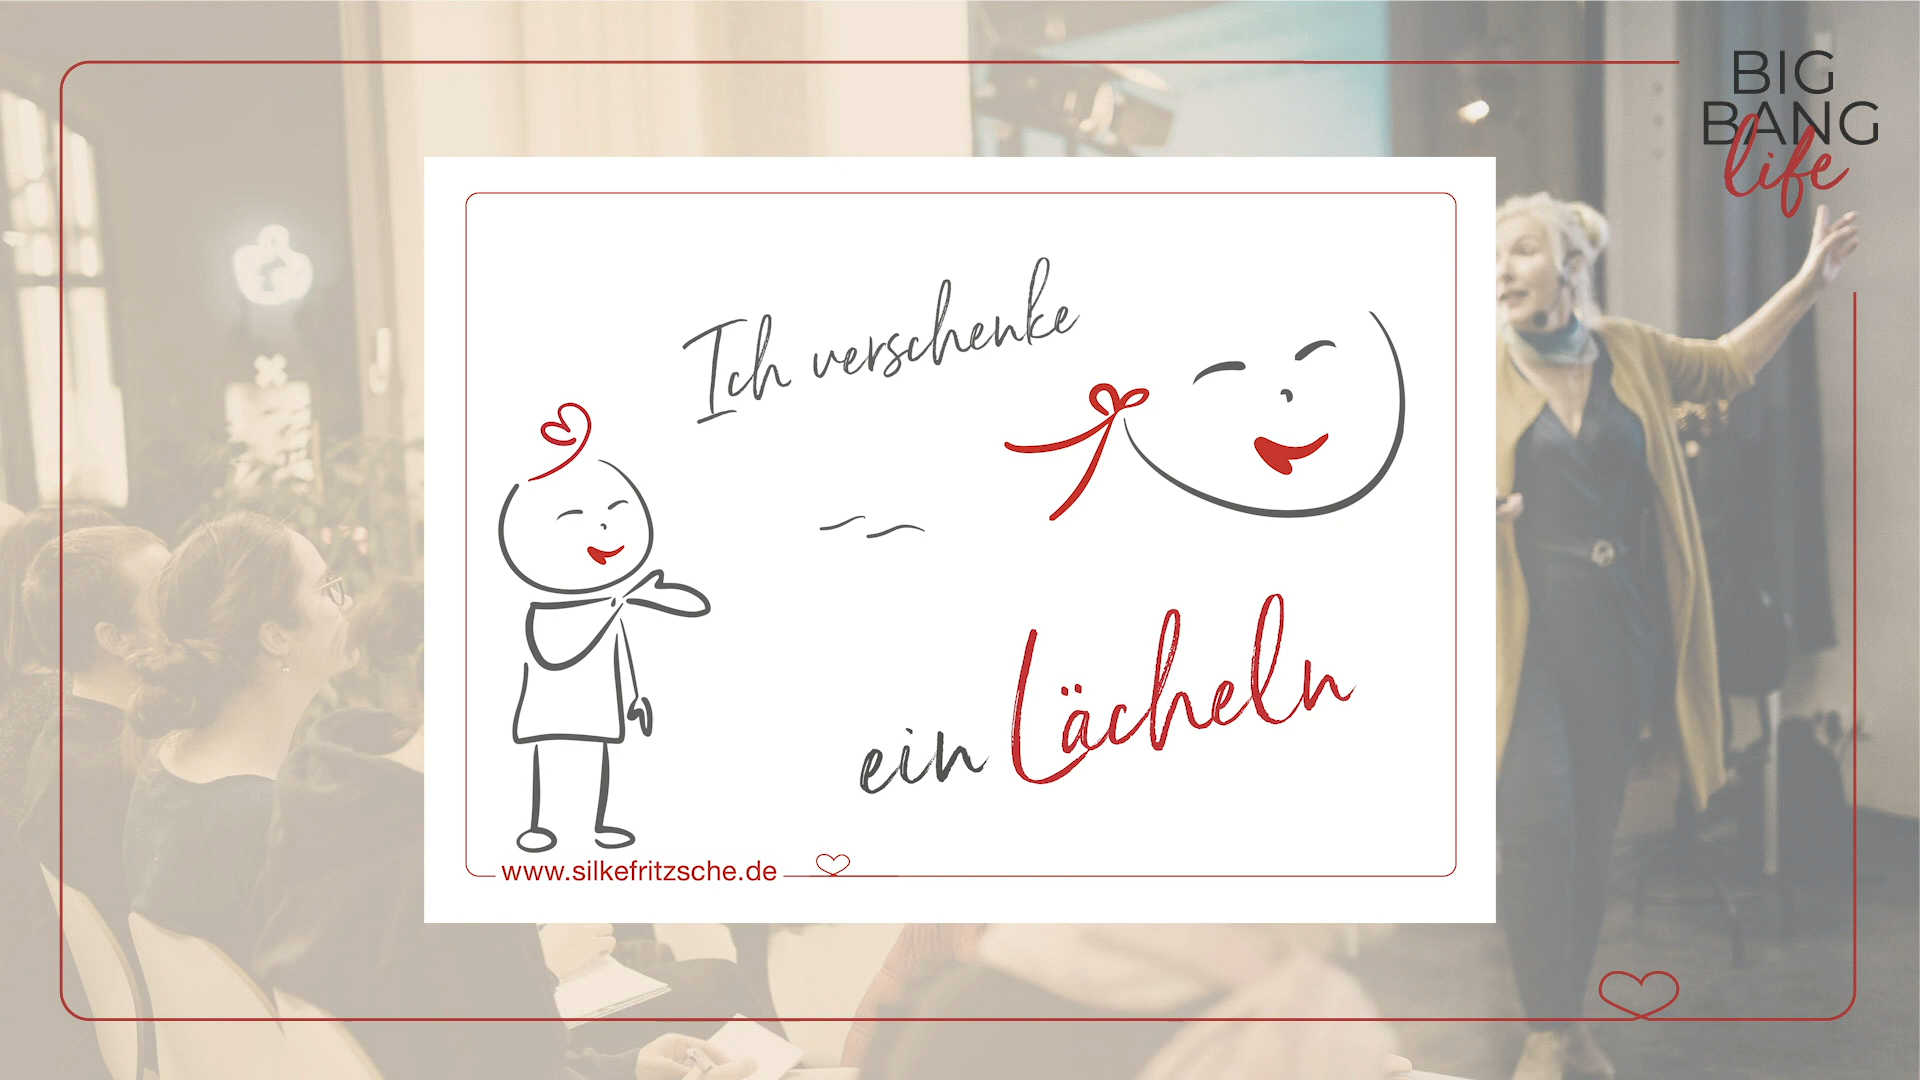 BIG
BANG
life
Ich verschenke
ein Lächeln
www.silkefritzsche.de